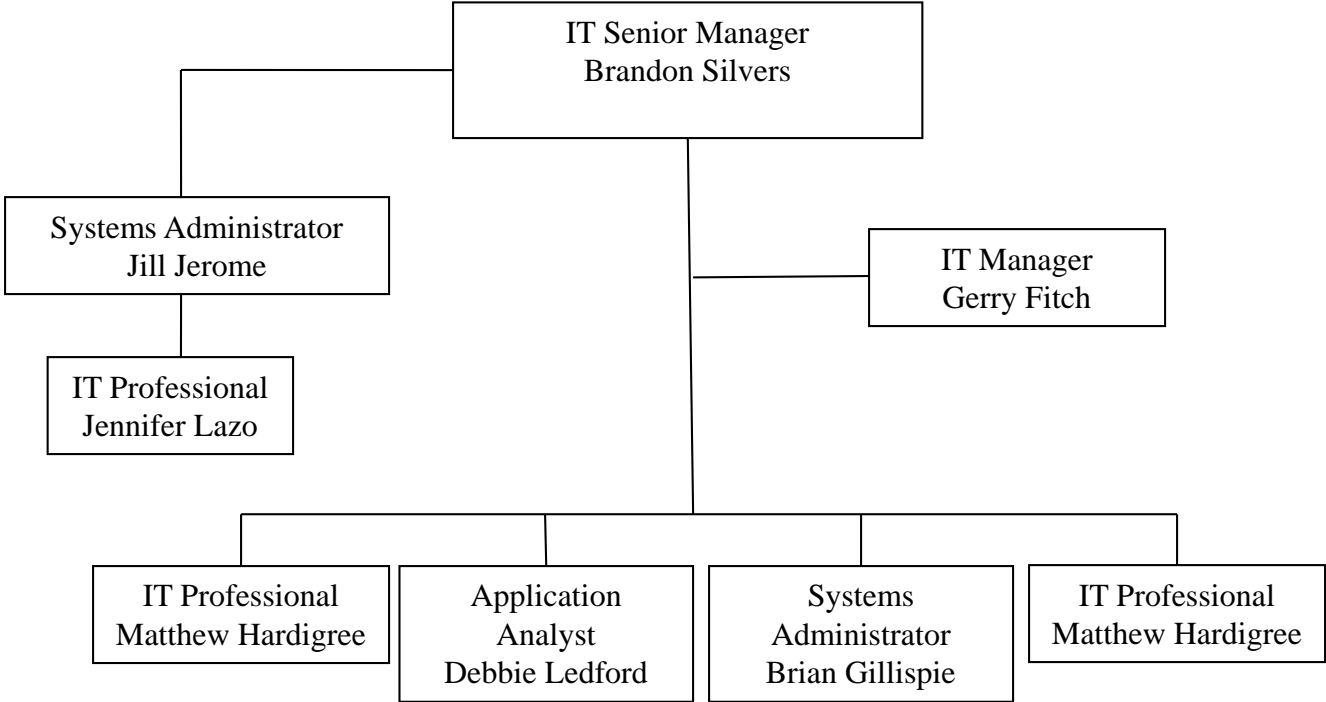 IT Senior Manager
Brandon Silvers
Systems Administrator
Jill Jerome
IT Manager
Gerry Fitch
IT Professional
Jennifer Lazo
IT Professional
Matthew Hardigree
Application
Analyst
Debbie Ledford
Systems
Administrator
Brian Gillispie
IT Professional
Matthew Hardigree